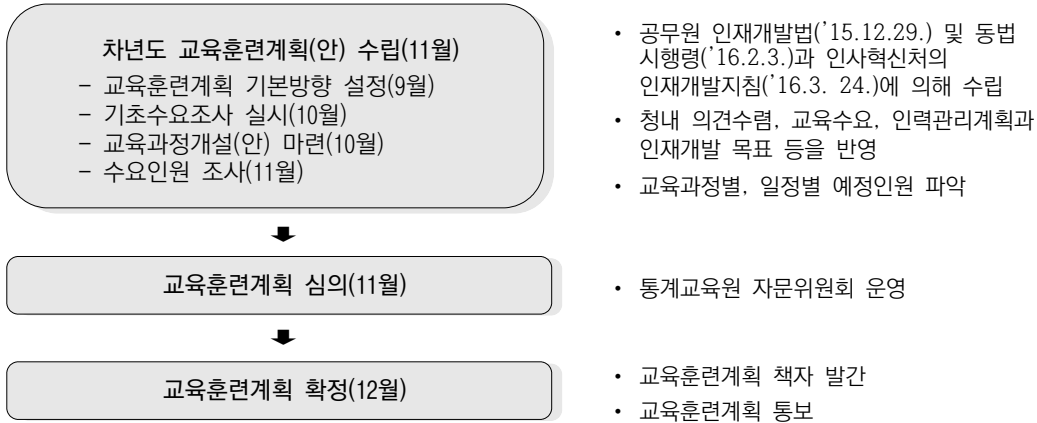 차년도 교육훈련계획(안) 수립(11월)
- 교육훈련계획 기본방향 설정(9월)
- 기초수요조사 실시(10월)
- 교육과정개설(안) 마련(10월)
- 수요인원 조사(11월)
• 공무원 인재개발법(’15.12.29.) 및 동법
시행령(’16.2.3.)과 인사혁신처의
인재개발지침(‘16.3. 24.)에 의해 수립
• 청내 의견수렴, 교육수요, 인력관리계획과
인재개발 목표 등을 반영
• 교육과정별, 일정별 예정인원 파악
교육훈련계획 심의(11월)
• 통계교육원 자문위원회 운영
교육훈련계획 확정(12월)
• 교육훈련계획 책자 발간
• 교육훈련계획 통보